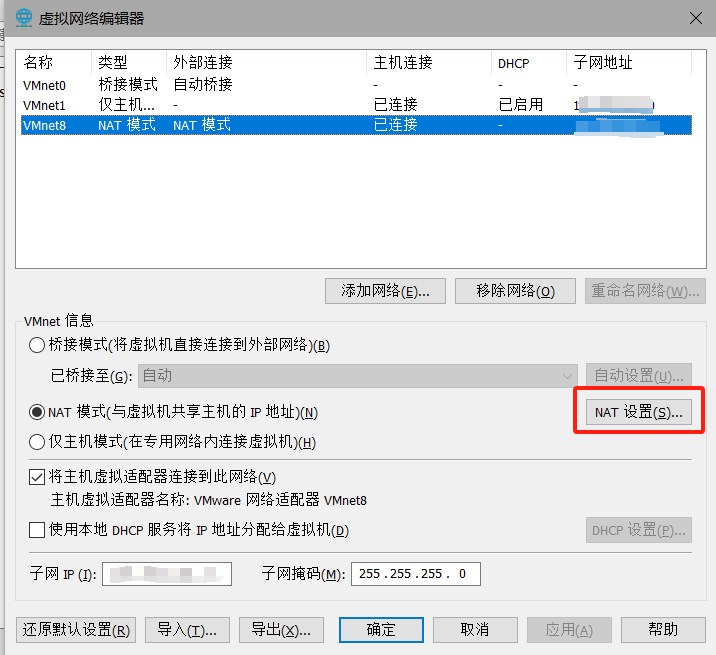 虚拟网络编辑器
名称 类型 外部连接 主机连接 DHCP 子网地址
VMnet0 桥接模式 自动桥接 - - -
VMnet1 仅主机... - 已连接 已启用
VMnet8 NAT 模式 NAT 模式 已连接 -
添加网络(E)... 移除网络(O) 重命名网络(W)...
VMnet 信息
桥接模式(将虚拟机直接连接到外部网络)(B)
已桥接至(G): 自动 自动设置(U)...
NAT 模式(与虚拟机共享主机的 IP 地址)(N) NAT 设置(S)...
仅主机模式(在专用网络内连接虚拟机)(H)
将主机虚拟适配器连接到此网络(V)
主机虚拟适配器名称: VMware 网络适配器 VMnet8
使用本地 DHCP 服务将 IP 地址分配给虚拟机(D) DHCP 设置(P)...
子网 IP (I): 子网掩码(M): 255.255.255. 0
还原默认设置(R) 导入(T)... 导出(X)... 确定 取消 应用(A) 帮助